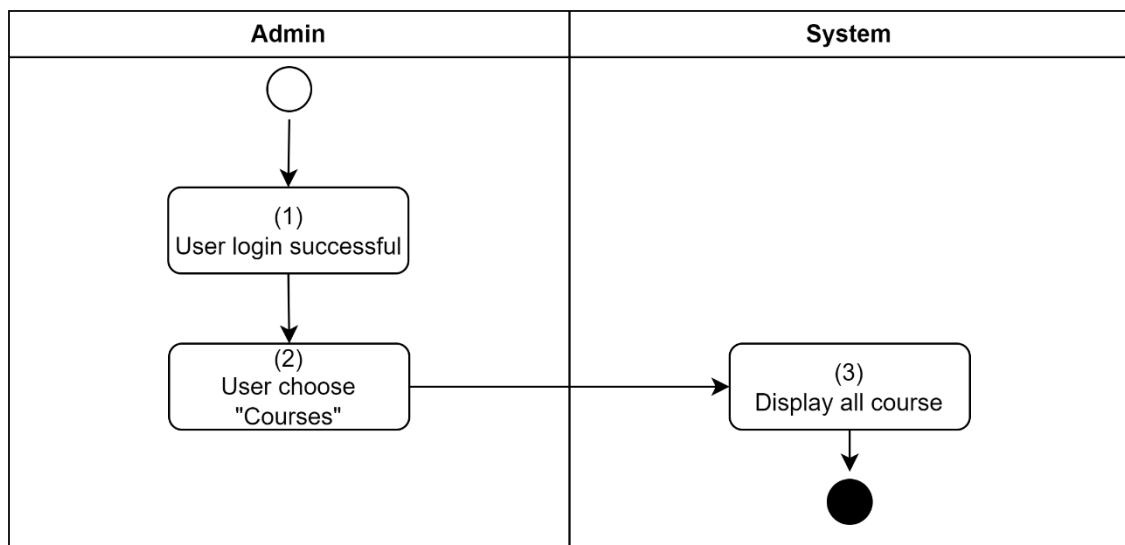 Admin
System
(1)
User login successful
(2)
User choose
"Courses"
(3)
Display all course